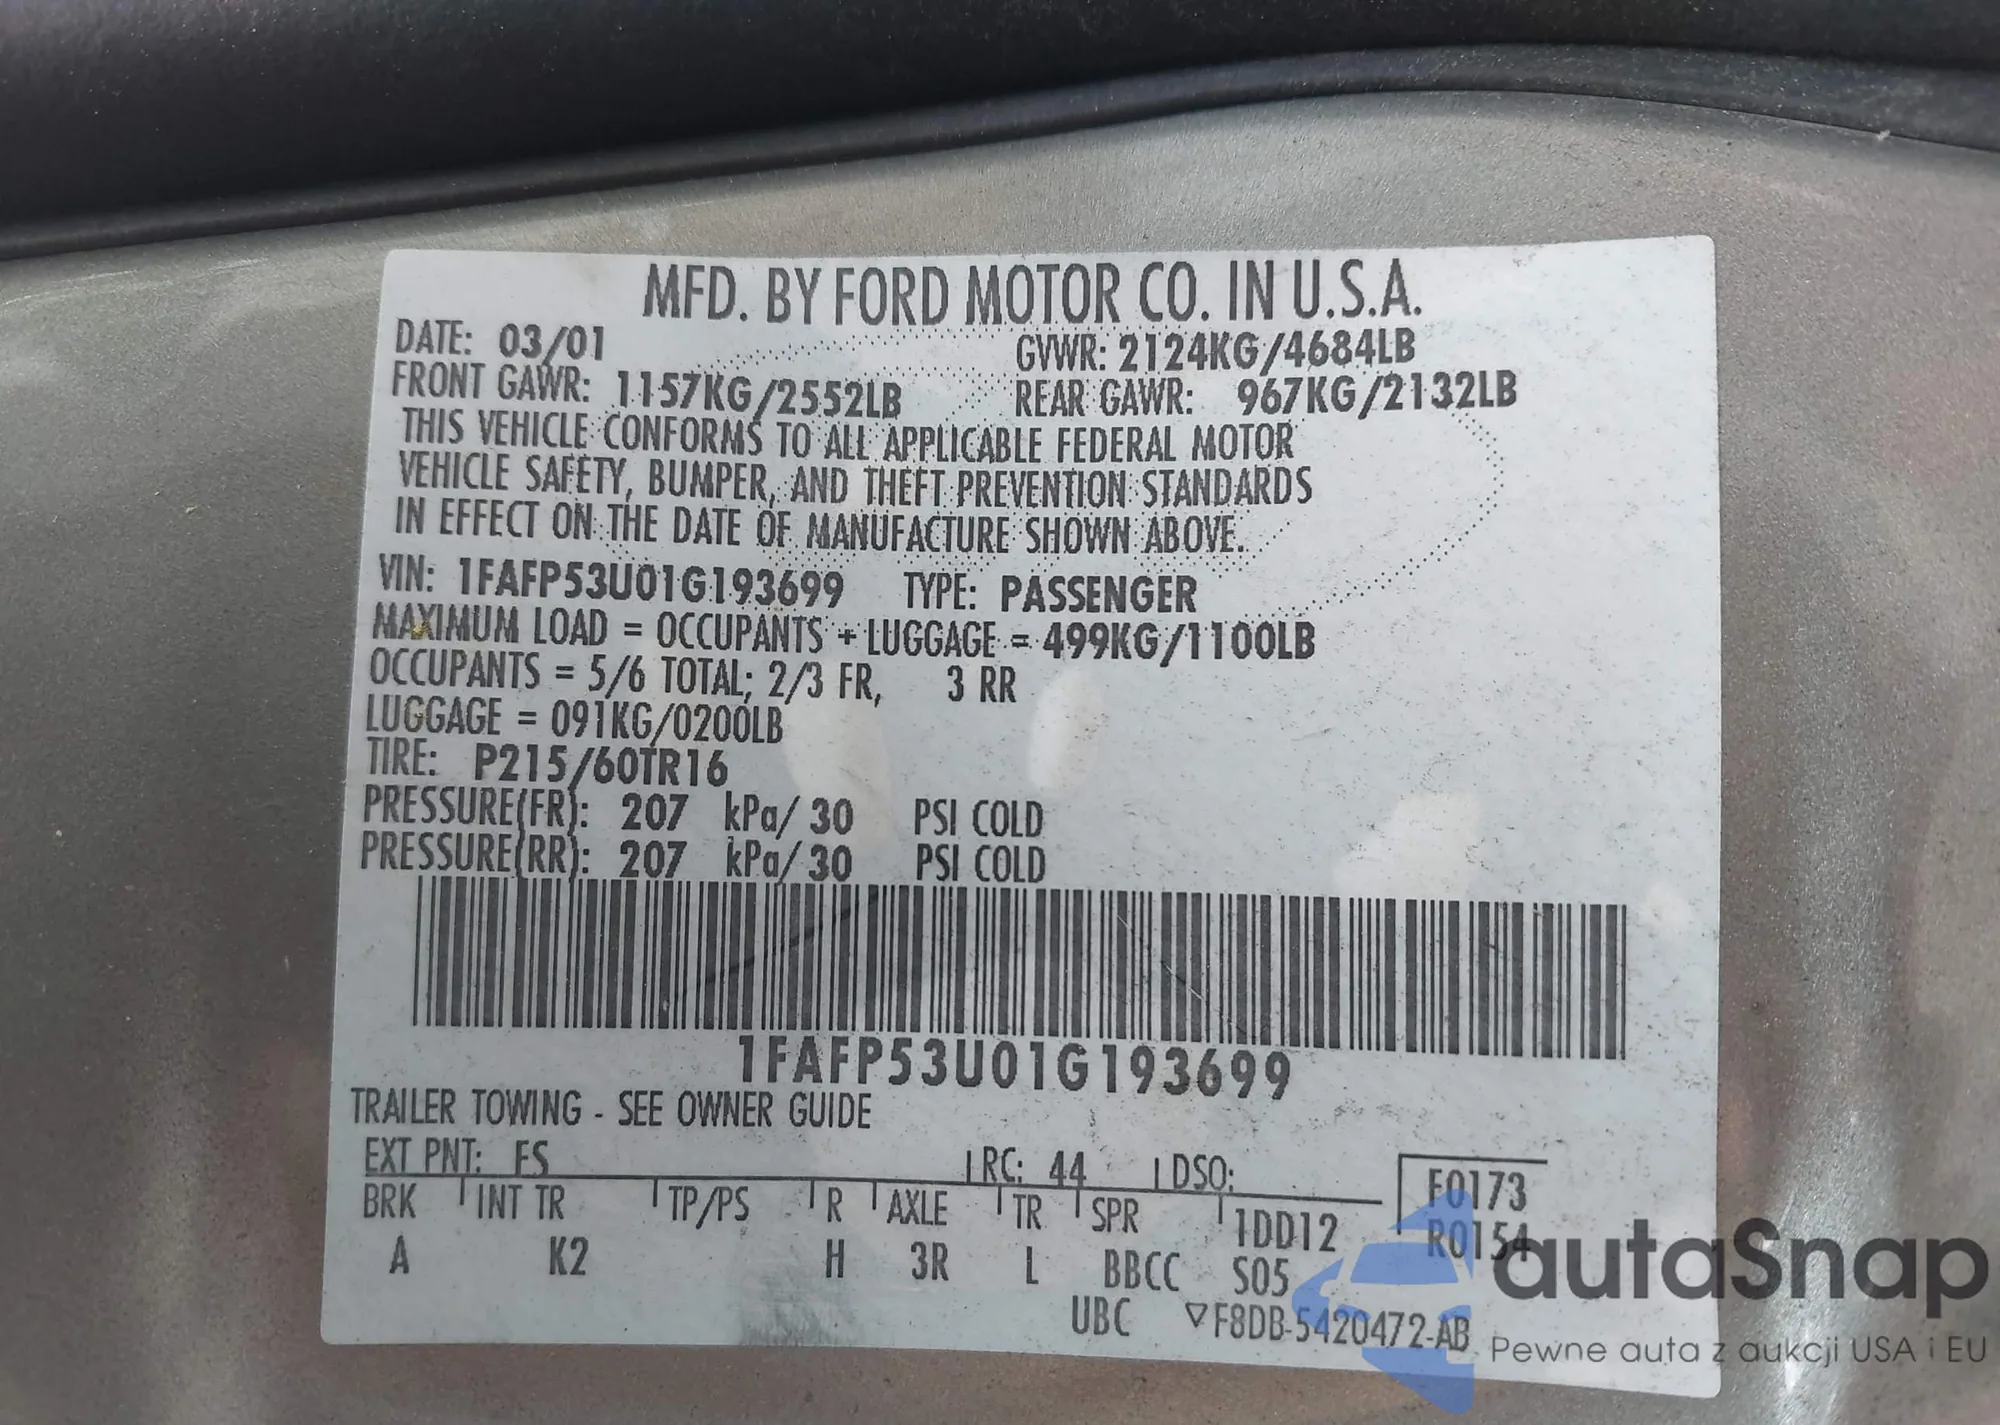 MFD. BY FORD MOTOR CO. IN U.S.A.
DATE: 03/01 GVWR: 2124KG/4684LB
FRONT GAWR: 1157KG/2552LB REAR GAWR: 967KG/2132LB
THIS VEHICLE CONFORMS TO ALL APPLICABLE FEDERAL MOTOR
VEHICLE SAFETY, BUMPER, AND THEFT PREVENTION STANDARDS
IN EFFECT ON THE DATE OF MANUFACTURE SHOWN ABOVE.
VIN: 1FAFP53U01G193699 TYPE: PASSENGER
MAXIMUM LOAD = OCCUPANTS + LUGGAGE = 499KG/1100LB
OCCUPANTS = 5/6 TOTAL; 2/3 FR, 3 RR
LUGGAGE = 091KG/0200LB
TIRE: P215/60TR16
PRESSURE(FR): 207 kPa/ 30 PSI COLD
PRESSURE(RR): 207 kPa/ 30 PSI COLD
1FAFP53U01G193699
TRAILER TOWING - SEE OWNER GUIDE
EXT PNT: FS RC: 44 DSO: F0173
BRK INT TR TP/PS R AXLE TR SPR 1DD12 R0154
A K2 H 3R L BBCC S05
UBC ▽F8DB-5420472-AB
autaSnap
Pewne auta z aukcji USA i EU